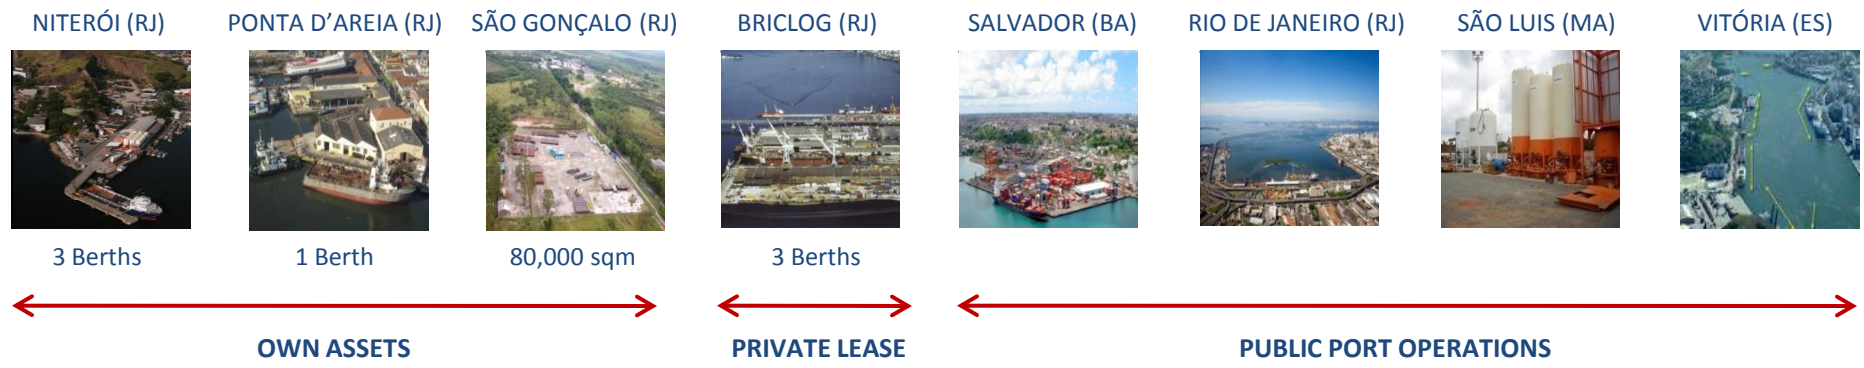 NITERÓI (RJ)
PONTA D’AREIA (RJ)
SÃO GONÇALO (RJ)
BRICLOG (RJ)
SALVADOR (BA)
RIO DE JANEIRO (RJ)
SÃO LUIS (MA)
VITÓRIA (ES)
3 Berths
1 Berth
80,000 sqm
3 Berths
OWN ASSETS
PRIVATE LEASE
PUBLIC PORT OPERATIONS